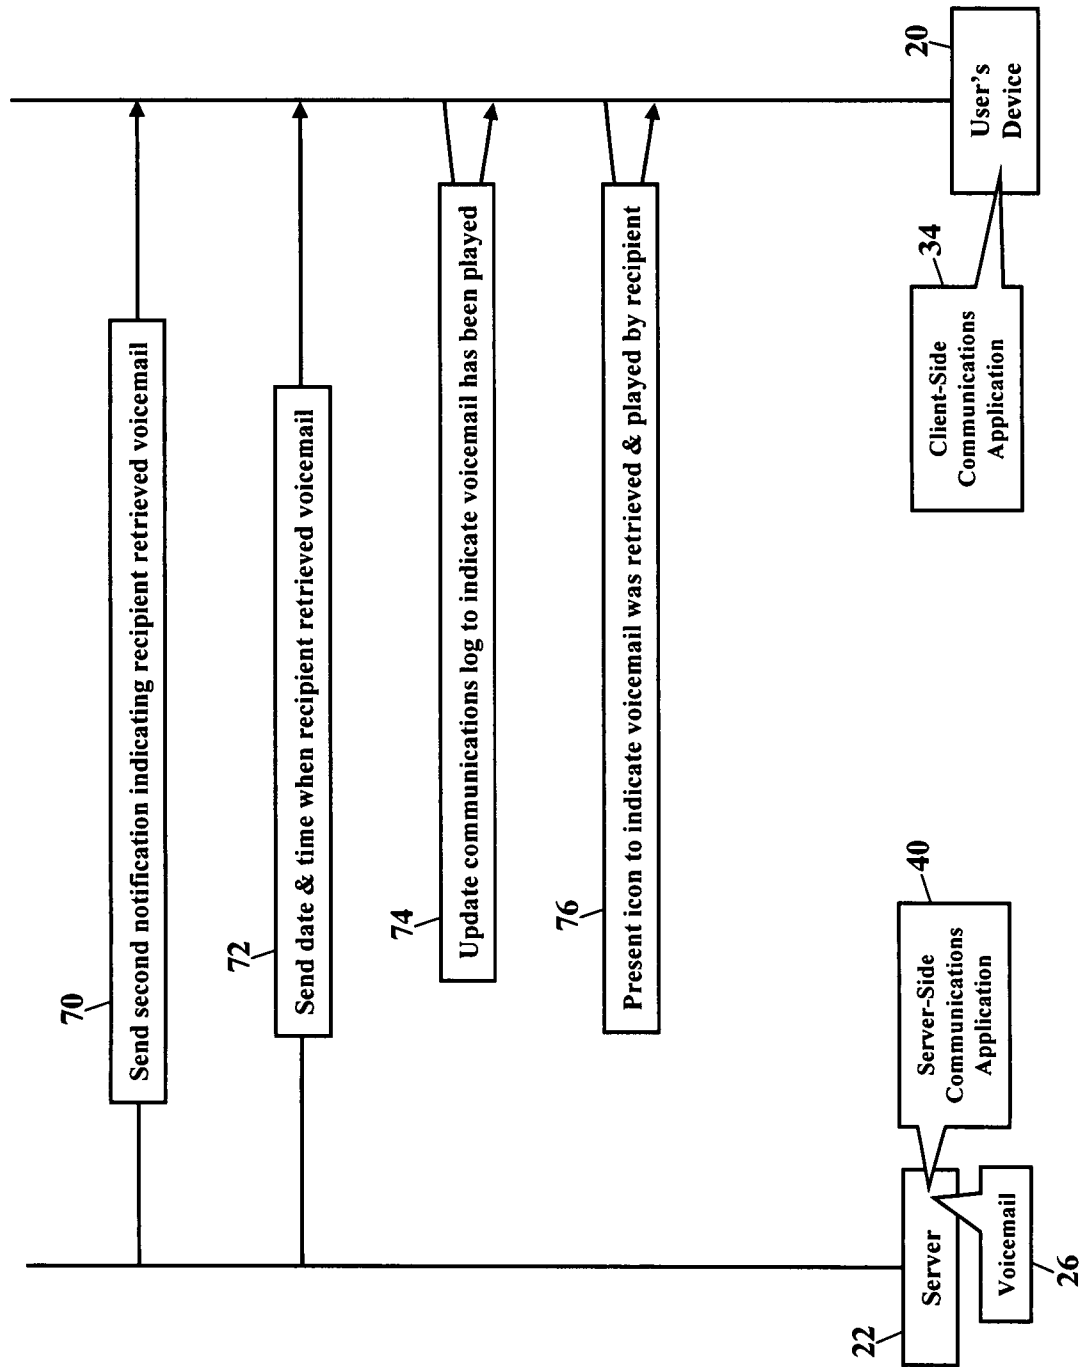 70
Send second notification indicating recipient retrieved voicemail
72
Send date & time when recipient retrieved voicemail
74
Update communications log to indicate voicemail has been played
76
Present icon to indicate voicemail was retrieved & played by recipient
22
Server
Voicemail
26
Server-Side
Communications
Application
40
Client-Side
Communications
Application
34
User's
Device
20